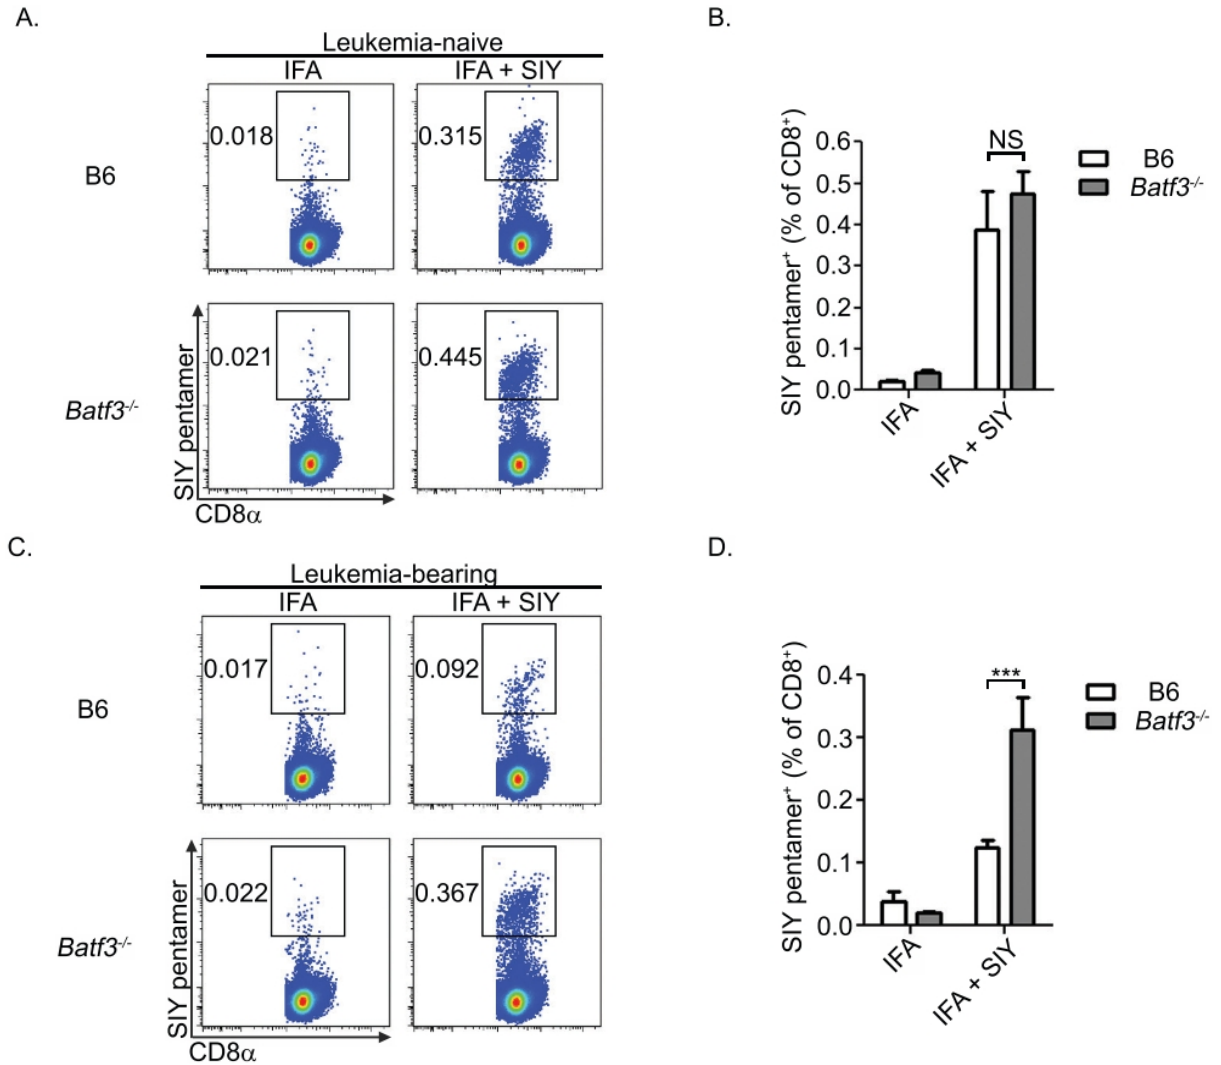 A.
Leukemia-naive
IFA IFA + SIY
B6
0.018 0.315
Batf3-/-
0.021 0.445
SIY pentamer
CD8α
B.
SIY pentamer+ (% of CD8+)
0.6
0.5
0.4
0.3
0.2
0.1
0.0
NS
B6
Batf3-/-
IFA
IFA + SIY
C.
Leukemia-bearing
IFA IFA + SIY
B6
0.017 0.092
Batf3-/-
0.022 0.367
SIY pentamer
CD8α
D.
SIY pentamer+ (% of CD8+)
0.4
0.3
0.2
0.1
0.0
***
B6
Batf3-/-
IFA
IFA + SIY